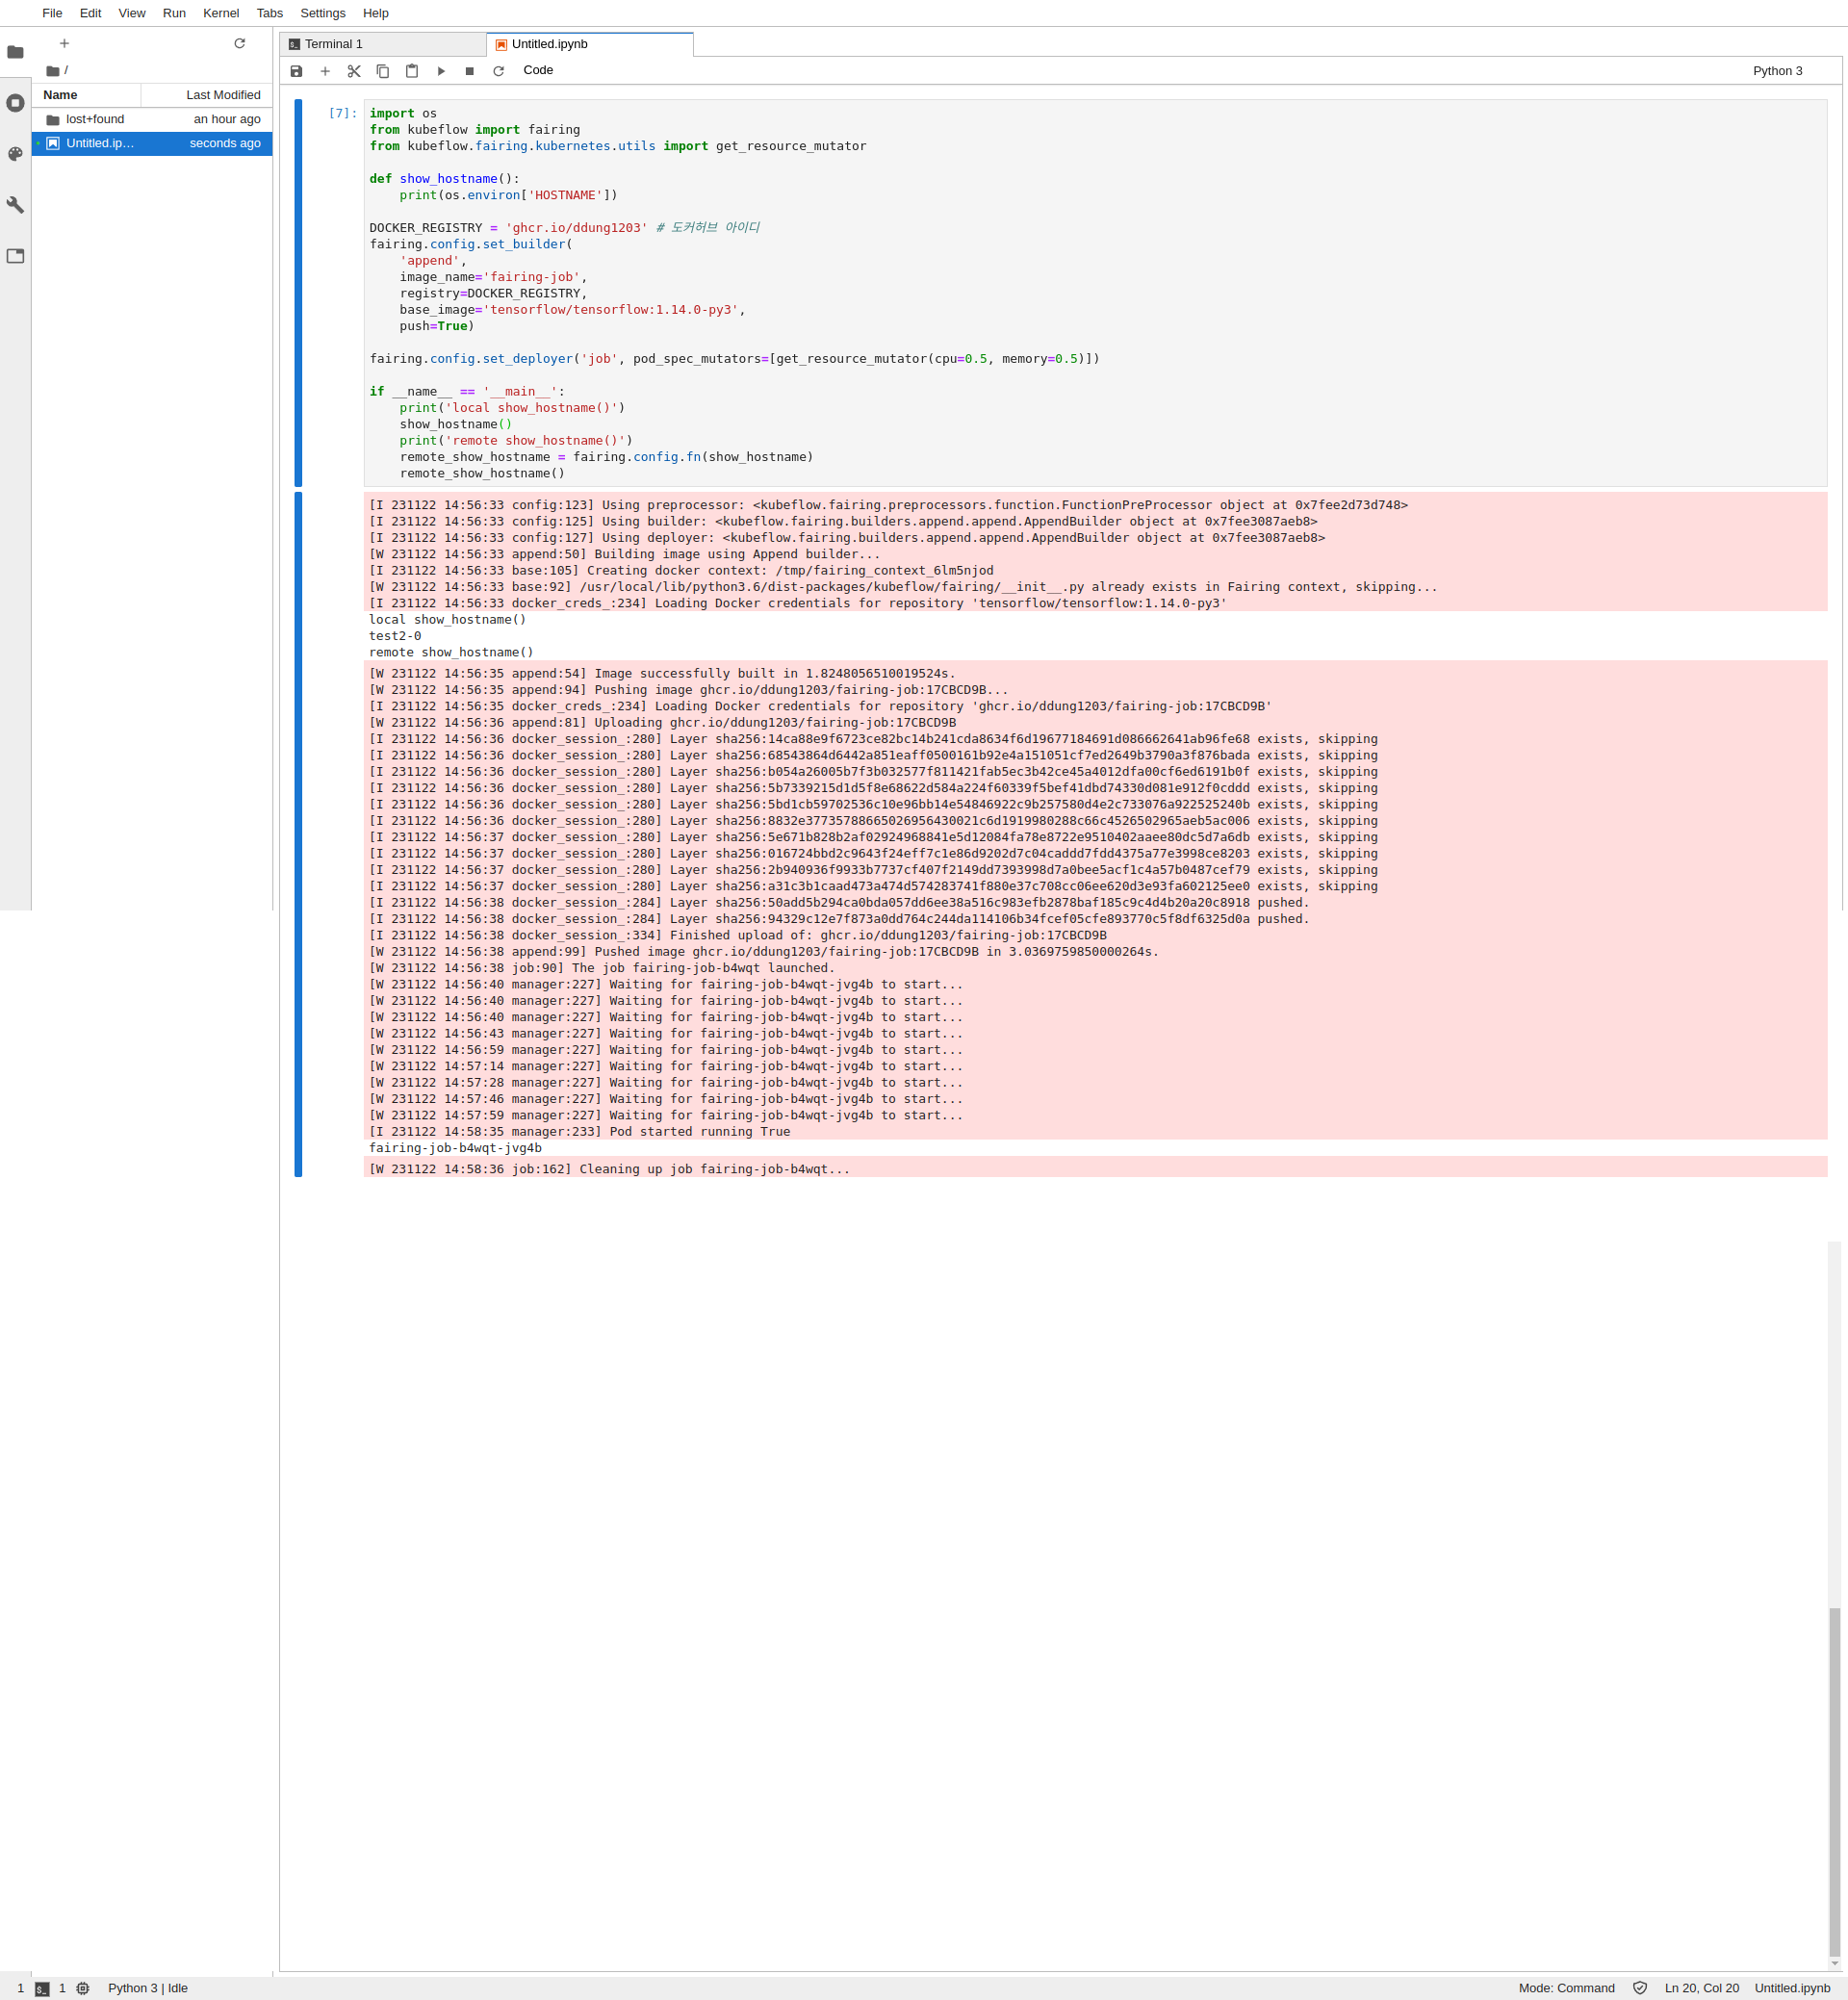 File Edit View Run Kernel Tabs Settings Help
Terminal 1
Untitled.ipynb
/
Code
Python 3
Name Last Modified
lost+found an hour ago
Untitled.ip… seconds ago
[7]:
import os
from kubeflow import fairing
from kubeflow.fairing.kubernetes.utils import get_resource_mutator
def show_hostname():
    print(os.environ['HOSTNAME'])
DOCKER_REGISTRY = 'ghcr.io/ddung1203' # 도커허브 아이디
fairing.config.set_builder(
    'append',
    image_name='fairing-job',
    registry=DOCKER_REGISTRY,
    base_image='tensorflow/tensorflow:1.14.0-py3',
    push=True)
fairing.config.set_deployer('job', pod_spec_mutators=[get_resource_mutator(cpu=0.5, memory=0.5)])
if __name__ == '__main__':
    print('local show_hostname()')
    show_hostname()
    print('remote show_hostname()')
    remote_show_hostname = fairing.config.fn(show_hostname)
    remote_show_hostname()
[I 231122 14:56:33 config:123] Using preprocessor: <kubeflow.fairing.preprocessors.function.FunctionPreProcessor object at 0x7fee2d73d748>
[I 231122 14:56:33 config:125] Using builder: <kubeflow.fairing.builders.append.append.AppendBuilder object at 0x7fee3087aeb8>
[I 231122 14:56:33 config:127] Using deployer: <kubeflow.fairing.builders.append.append.AppendBuilder object at 0x7fee3087aeb8>
[W 231122 14:56:33 append:50] Building image using Append builder...
[I 231122 14:56:33 base:105] Creating docker context: /tmp/fairing_context_6lm5njod
[W 231122 14:56:33 base:92] /usr/local/lib/python3.6/dist-packages/kubeflow/fairing/__init__.py already exists in Fairing context, skipping...
[I 231122 14:56:33 docker_creds_:234] Loading Docker credentials for repository 'tensorflow/tensorflow:1.14.0-py3'
local show_hostname()
test2-0
remote show_hostname()
[W 231122 14:56:35 append:54] Image successfully built in 1.8248056510019524s.
[W 231122 14:56:35 append:94] Pushing image ghcr.io/ddung1203/fairing-job:17CBCD9B...
[I 231122 14:56:35 docker_creds_:234] Loading Docker credentials for repository 'ghcr.io/ddung1203/fairing-job:17CBCD9B'
[W 231122 14:56:36 append:81] Uploading ghcr.io/ddung1203/fairing-job:17CBCD9B
[I 231122 14:56:36 docker_session_:280] Layer sha256:14ca88e9f6723ce82bc14b241cda8634f6d19677184691d086662641ab96fe68 exists, skipping
[I 231122 14:56:36 docker_session_:280] Layer sha256:68543864d6442a851eaff0500161b92e4a151051cf7ed2649b3790a3f876bada exists, skipping
[I 231122 14:56:36 docker_session_:280] Layer sha256:b054a26005b7f3b032577f811421fab5ec3b42ce45a4012dfa00cf6ed6191b0f exists, skipping
[I 231122 14:56:36 docker_session_:280] Layer sha256:5b7339215d1d5f8e68622d584a224f60339f5bef41dbd74330d081e912f0cddd exists, skipping
[I 231122 14:56:36 docker_session_:280] Layer sha256:5bd1cb59702536c10e96bb14e54846922c9b257580d4e2c733076a922525240b exists, skipping
[I 231122 14:56:36 docker_session_:280] Layer sha256:8832e37735788665026956430021c6d1919980288c66c4526502965aeb5ac006 exists, skipping
[I 231122 14:56:37 docker_session_:280] Layer sha256:5e671b828b2af02924968841e5d12084fa78e8722e9510402aaee80dc5d7a6db exists, skipping
[I 231122 14:56:37 docker_session_:280] Layer sha256:016724bbd2c9643f24eff7c1e86d9202d7c04caddd7fdd4375a77e3998ce8203 exists, skipping
[I 231122 14:56:37 docker_session_:280] Layer sha256:2b940936f9933b7737cf407f2149dd7393998d7a0bee5acf1c4a57b0487cef79 exists, skipping
[I 231122 14:56:37 docker_session_:280] Layer sha256:a31c3b1caad473a474d574283741f880e37c708cc06ee620d3e93fa602125ee0 exists, skipping
[I 231122 14:56:38 docker_session_:284] Layer sha256:50add5b294ca0bda057dd6ee38a516c983efb2878baf185c9c4d4b20a20c8918 pushed.
[I 231122 14:56:38 docker_session_:284] Layer sha256:94329c12e7f873a0dd764c244da114106b34fcef05cfe893770c5f8df6325d0a pushed.
[I 231122 14:56:38 docker_session_:334] Finished upload of: ghcr.io/ddung1203/fairing-job:17CBCD9B
[W 231122 14:56:38 append:99] Pushed image ghcr.io/ddung1203/fairing-job:17CBCD9B in 3.0369759850000264s.
[W 231122 14:56:38 job:90] The job fairing-job-b4wqt launched.
[W 231122 14:56:40 manager:227] Waiting for fairing-job-b4wqt-jvg4b to start...
[W 231122 14:56:40 manager:227] Waiting for fairing-job-b4wqt-jvg4b to start...
[W 231122 14:56:40 manager:227] Waiting for fairing-job-b4wqt-jvg4b to start...
[W 231122 14:56:43 manager:227] Waiting for fairing-job-b4wqt-jvg4b to start...
[W 231122 14:56:59 manager:227] Waiting for fairing-job-b4wqt-jvg4b to start...
[W 231122 14:57:14 manager:227] Waiting for fairing-job-b4wqt-jvg4b to start...
[W 231122 14:57:28 manager:227] Waiting for fairing-job-b4wqt-jvg4b to start...
[W 231122 14:57:46 manager:227] Waiting for fairing-job-b4wqt-jvg4b to start...
[W 231122 14:57:59 manager:227] Waiting for fairing-job-b4wqt-jvg4b to start...
[I 231122 14:58:35 manager:233] Pod started running True
fairing-job-b4wqt-jvg4b
[W 231122 14:58:36 job:162] Cleaning up job fairing-job-b4wqt...
1 $_ 1 Python 3 | Idle Mode: Command Ln 20, Col 20 Untitled.ipynb